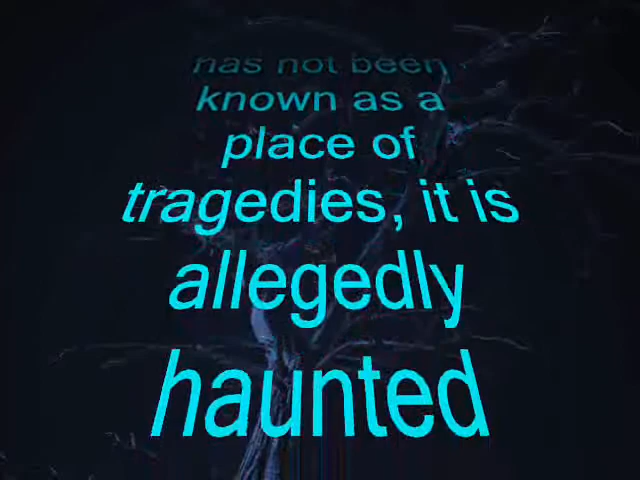 has not been
known as a
place of
tragedies, it is
allegedly
haunted